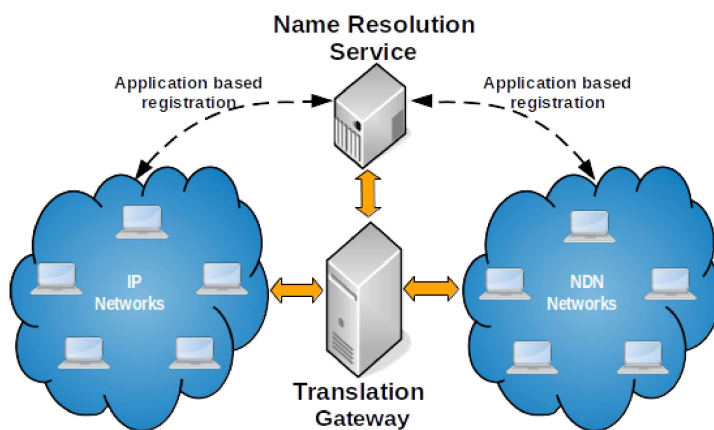 Name Resolution
Service
Application based
registration
Application based
registration
IP
Networks
NDN
Networks
Translation
Gateway